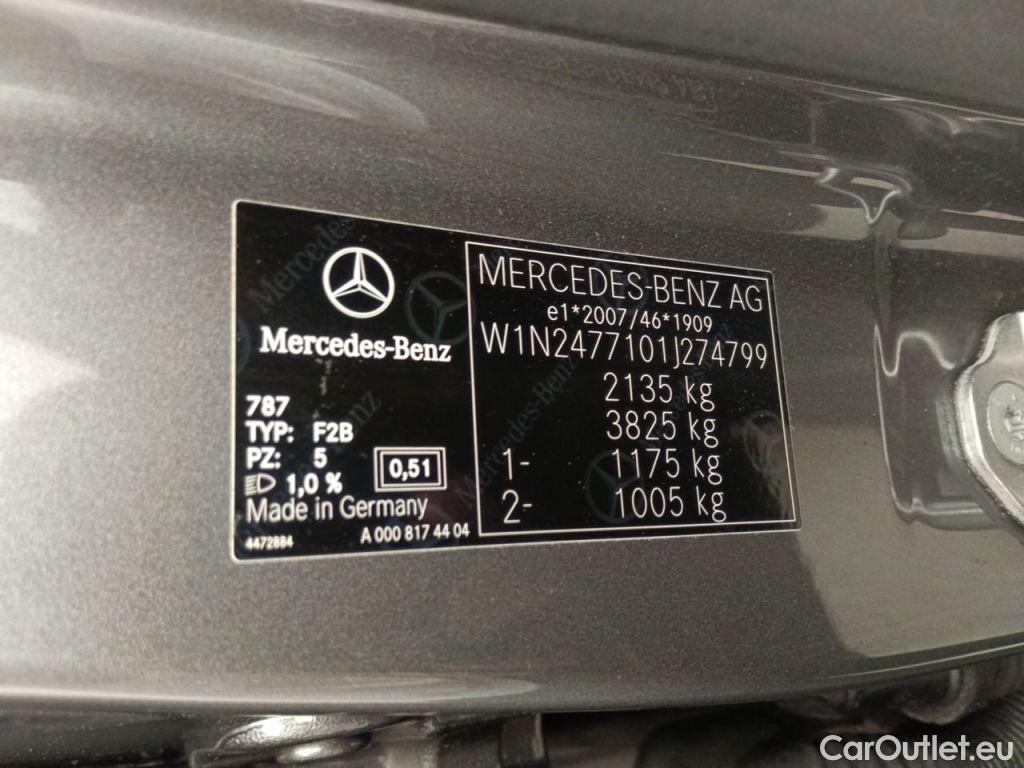 Mercedes-Benz
787
TYP: F2B
PZ: 5
1,0 %
0,51
Made in Germany
4472884
A 000 817 44 04
MERCEDES-BENZ AG
e1*2007/46*1909
W1N2477101J274799
2135 kg
3825 kg
1- 1175 kg
2- 1005 kg
CarOutlet.eu